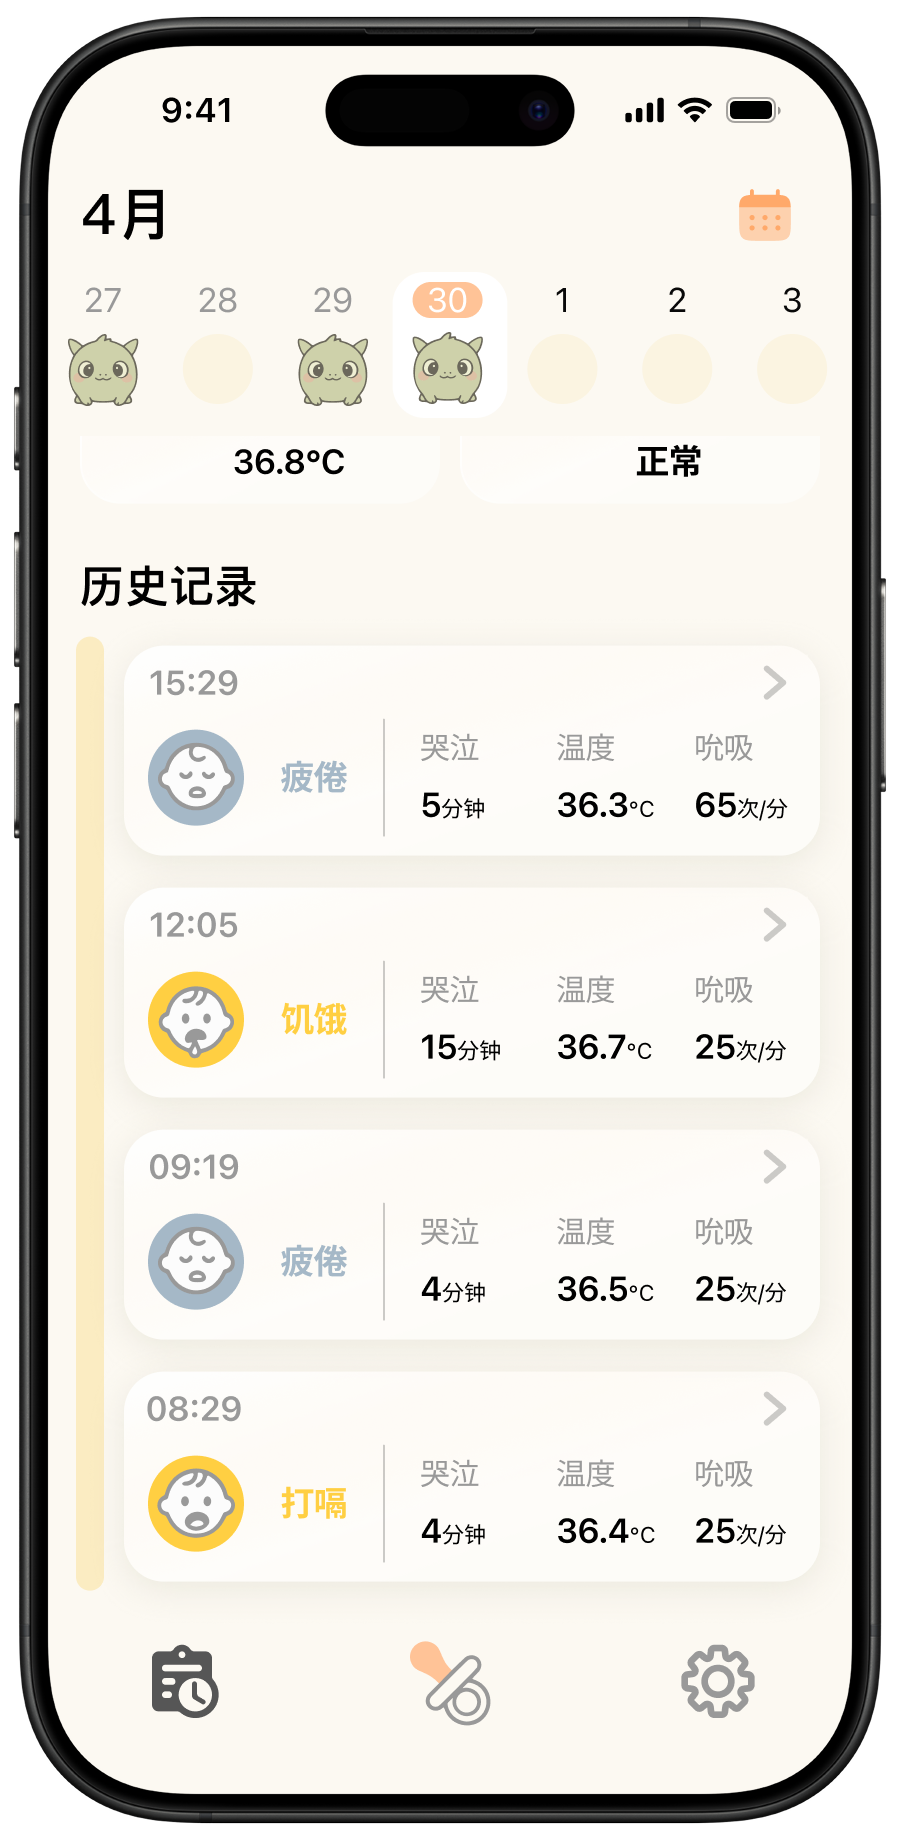 9:41
4月
27 28 29 30 1 2 3
36.8°C 正常
历史记录
15:29
疲倦
哭泣 温度 吮吸
5分钟 36.3°C 65次/分
12:05
饥饿
哭泣 温度 吮吸
15分钟 36.7°C 25次/分
09:19
疲倦
哭泣 温度 吮吸
4分钟 36.5°C 25次/分
08:29
打嗝
哭泣 温度 吮吸
4分钟 36.4°C 25次/分